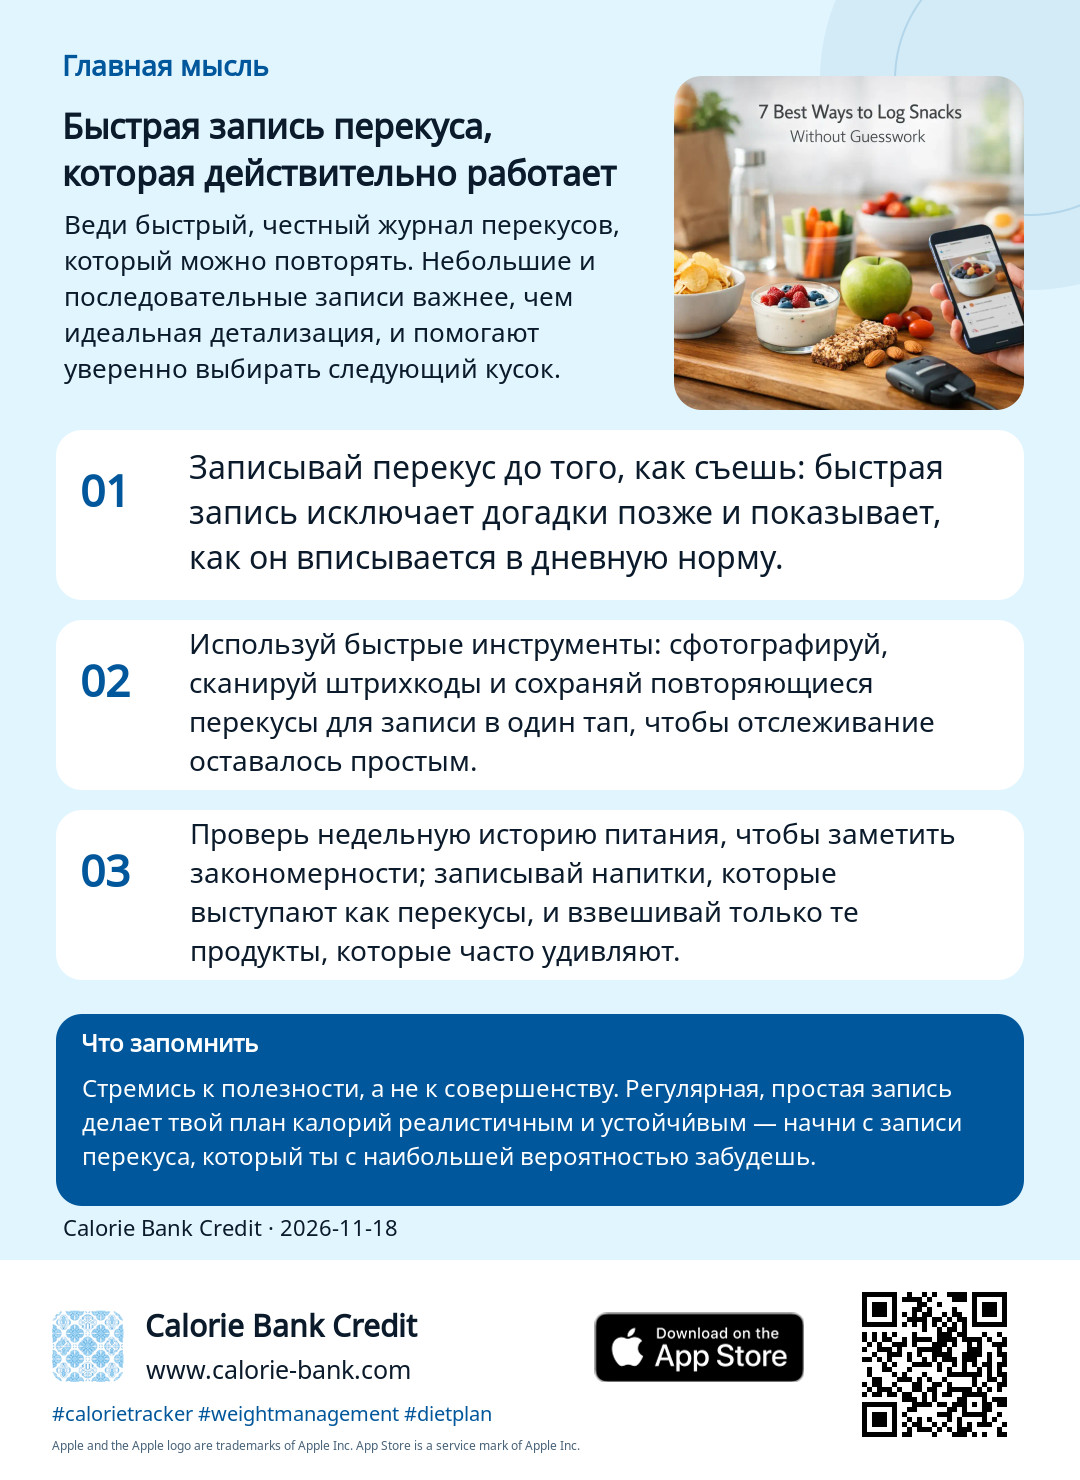 Главная мысль
Быстрая запись перекуса,
которая действительно работает
Веди быстрый, честный журнал перекусов,
который можно повторять. Небольшие и
последовательные записи важнее, чем
идеальная детализация, и помогают
уверенно выбирать следующий кусок.
7 Best Ways to Log Snacks
Without Guesswork
01
Записывай перекус до того, как съешь: быстрая
запись исключает догадки позже и показывает,
как он вписывается в дневную норму.
02
Используй быстрые инструменты: сфотографируй,
сканируй штрихкоды и сохраняй повторяющиеся
перекусы для записи в один тап, чтобы отслеживание
оставалось простым.
03
Проверь недельную историю питания, чтобы заметить
закономерности; записывай напитки, которые
выступают как перекусы, и взвешивай только те
продукты, которые часто удивляют.
Что запомнить
Стремись к полезности, а не к совершенству. Регулярная, простая запись
делает твой план калорий реалистичным и устойчи́вым — начни с записи
перекуса, который ты с наибольшей вероятностью забудешь.
Calorie Bank Credit · 2026-11-18
Calorie Bank Credit
www.calorie-bank.com
Download on the
App Store
#calorietracker #weightmanagement #dietplan
Apple and the Apple logo are trademarks of Apple Inc. App Store is a service mark of Apple Inc.